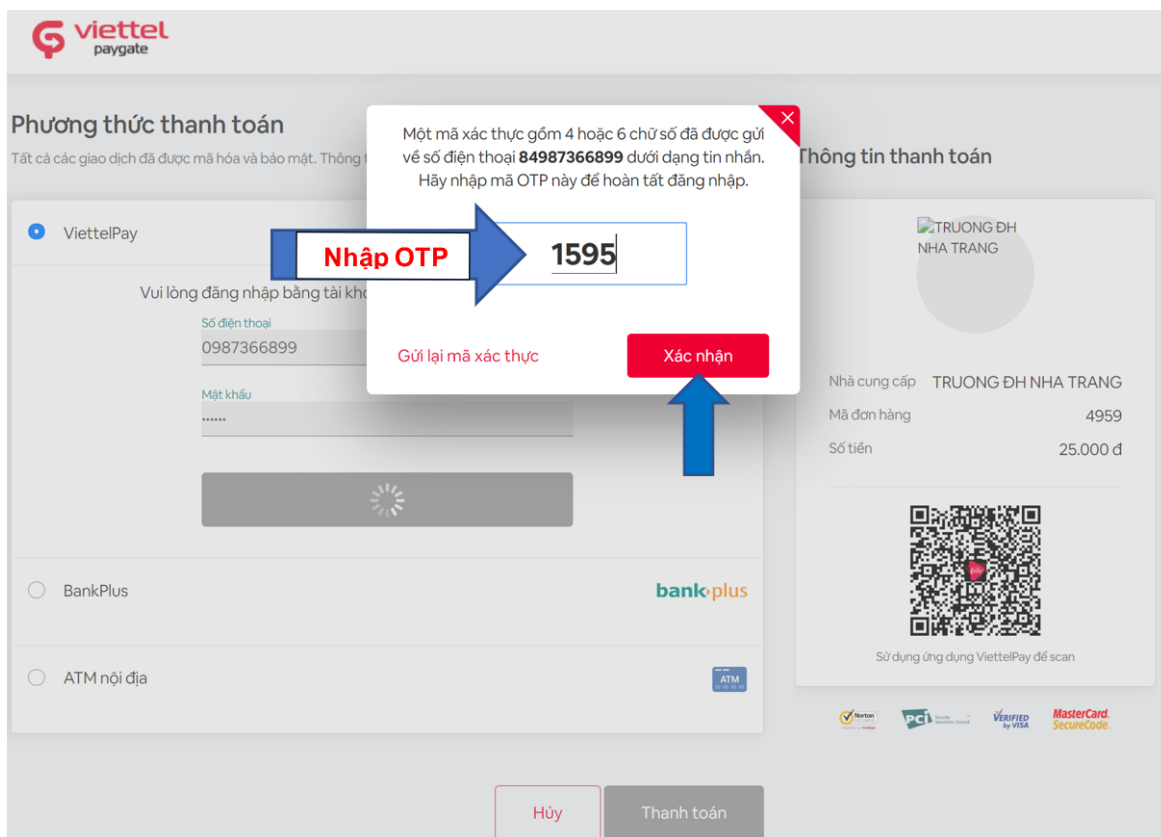 viettel
paygate
Phương thức thanh toán
Tất cả các giao dịch đã được mã hóa và bảo mật. Thông
Một mã xác thực gồm 4 hoặc 6 chữ số đã được gửi
về số điện thoại 84987366899 dưới dạng tin nhắn.
Hãy nhập mã OTP này để hoàn tất đăng nhập.
Nhập OTP
1595
Gửi lại mã xác thực
Xác nhận
ViettelPay
Vui lòng đăng nhập bằng tài
Số điện thoại
0987366899
Mật khẩu
BankPlus
bankplus
ATM nội địa
ATM
Hủy
Thanh toán
Thông tin thanh toán
TRUONG ĐH
NHA TRANG
Nhà cung cấp TRUONG ĐH NHA TRANG
Mã đơn hàng 4959
Số tiền 25.000 đ
pay
Sử dụng ứng dụng ViettelPay để scan
Norton
PCI
VERIFIED
by VISA
MasterCard.
SecureCode.